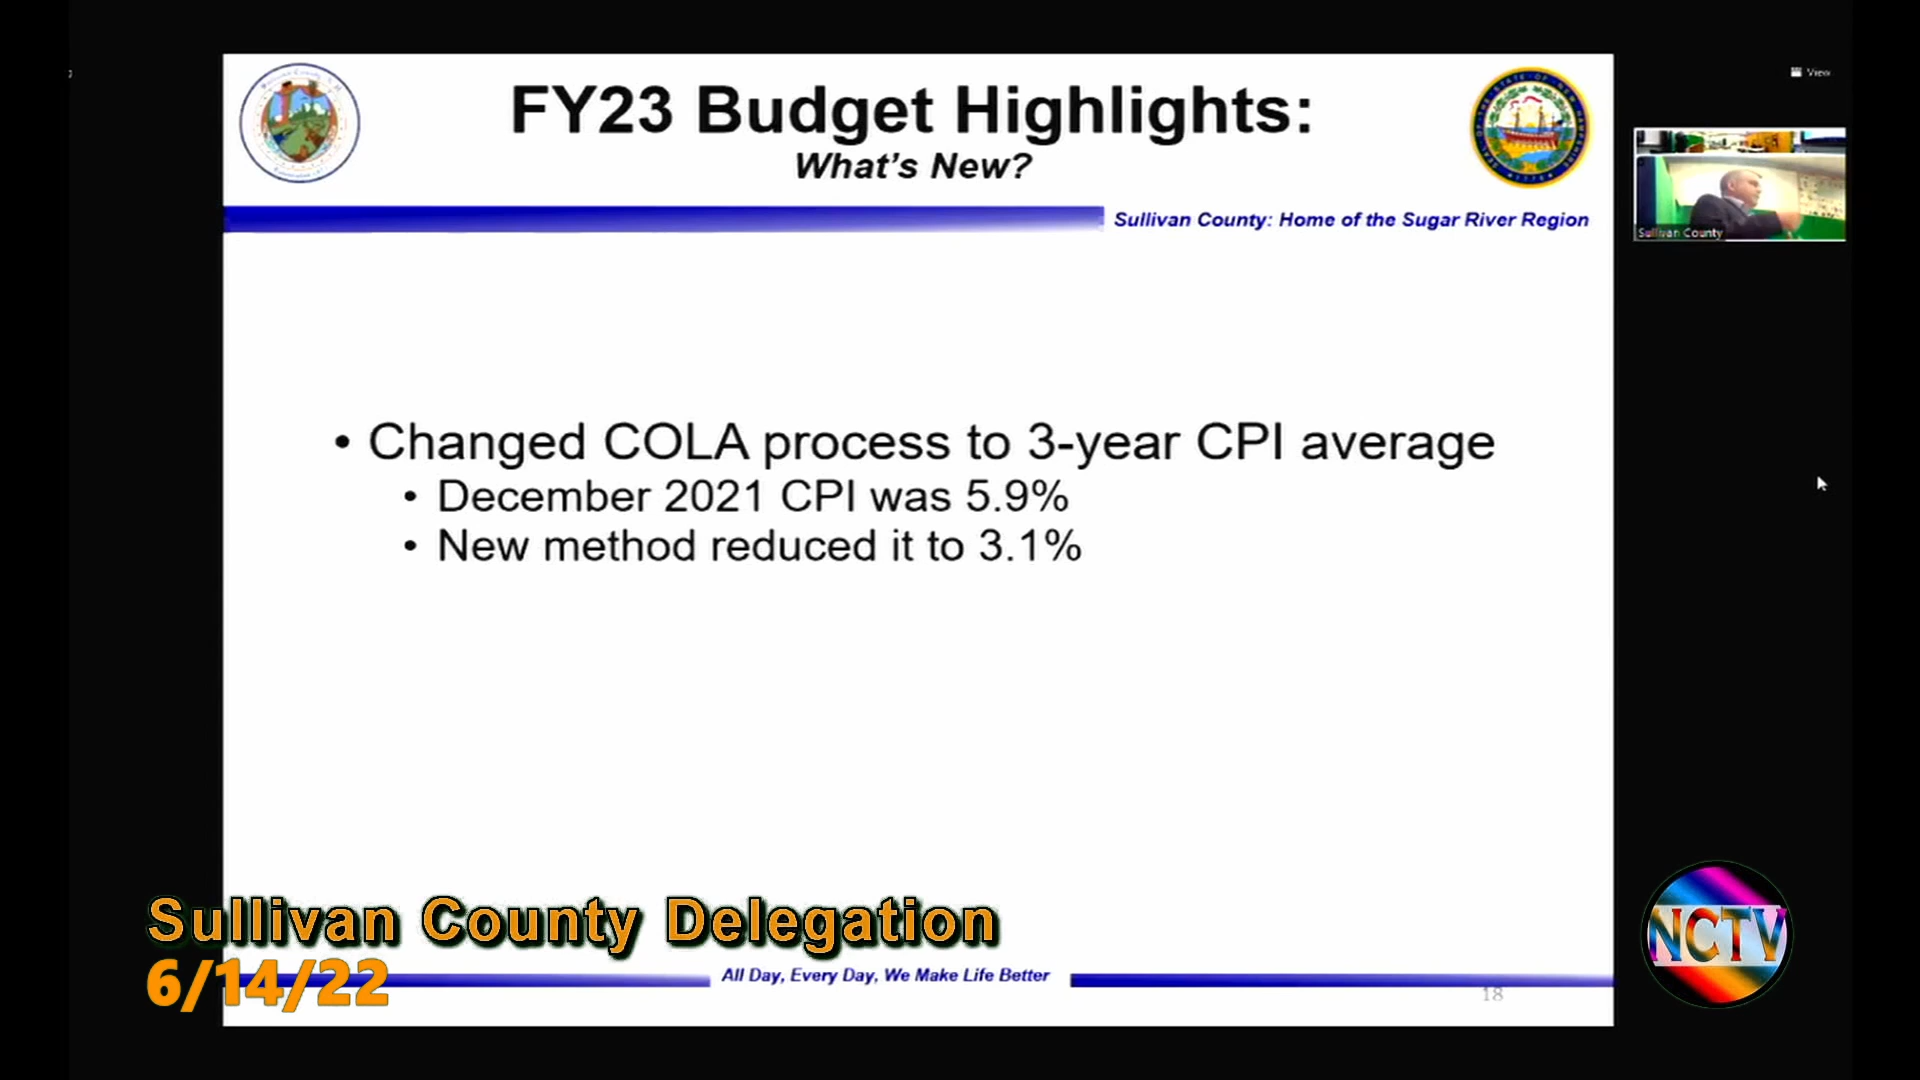 FY23 Budget Highlights:
What's New?
View
Sullivan County: Home of the Sugar River Region
Sullivan County
• Changed COLA process to 3-year CPI average
• December 2021 CPI was 5.9%
• New method reduced it to 3.1%
Sullivan County Delegation
6/14/22
All Day, Every Day, We Make Life Better
18
NCTV